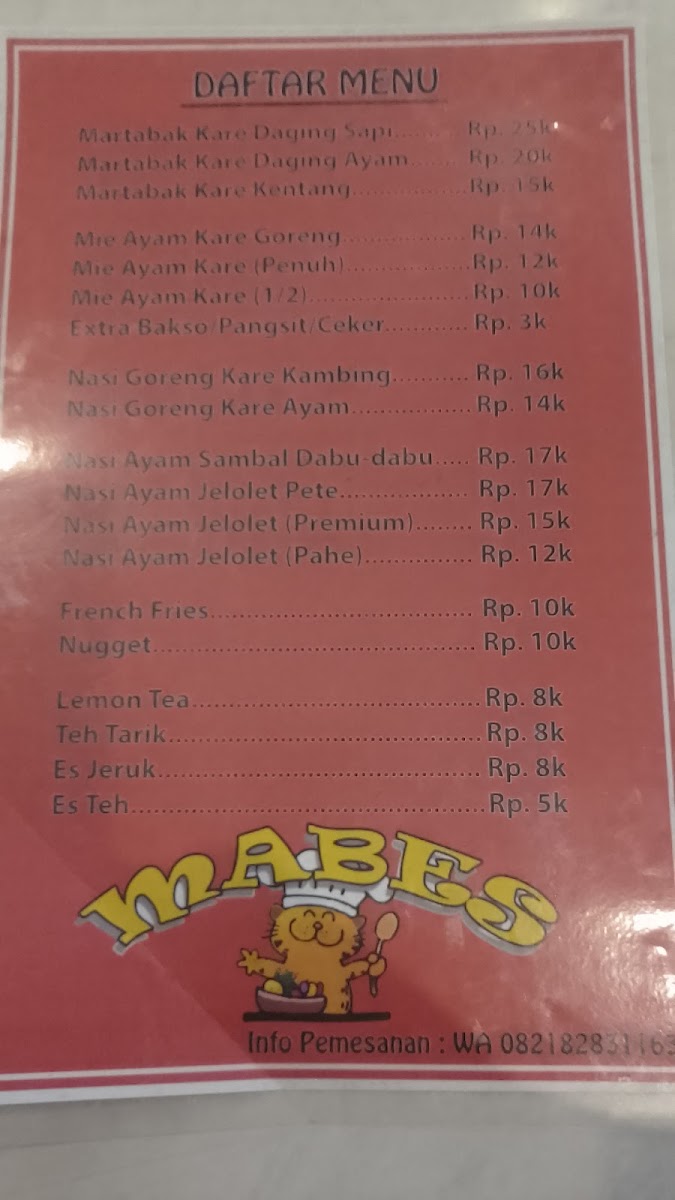 DAFTAR MENU
Martabak Kare Daging Sapi........ Rp. 25k
Martabak Kare Daging Ayam....... Rp. 20k
Martabak Kare Kentang.................Rp. 15k
Mie Ayam Kare Goreng.................. Rp. 14k
Mie Ayam Kare (Penuh)..................Rp. 12k
Mie Ayam Kare (1/2)....................... Rp. 10k
Extra Bakso/Pangsit/Ceker............ Rp. 3k
Nasi Goreng Kare Kambing........... Rp. 16k
Nasi Goreng Kare Ayam................. Rp. 14k
Nasi Ayam Sambal Dabu-dabu..... Rp. 17k
Nasi Ayam Jelolet Pete.................. Rp. 17k
Nasi Ayam Jelolet (Premium)........ Rp. 15k
Nasi Ayam Jelolet (Pahe)............... Rp. 12k
French Fries..................................... Rp. 10k
Nugget.............................................. Rp. 10k
Lemon Tea.........................................Rp. 8k
Teh Tarik............................................ Rp. 8k
Es Jeruk.............................................. Rp. 8k
Es Teh..................................................Rp. 5k
MABES
Info Pemesanan : WA 082182831163